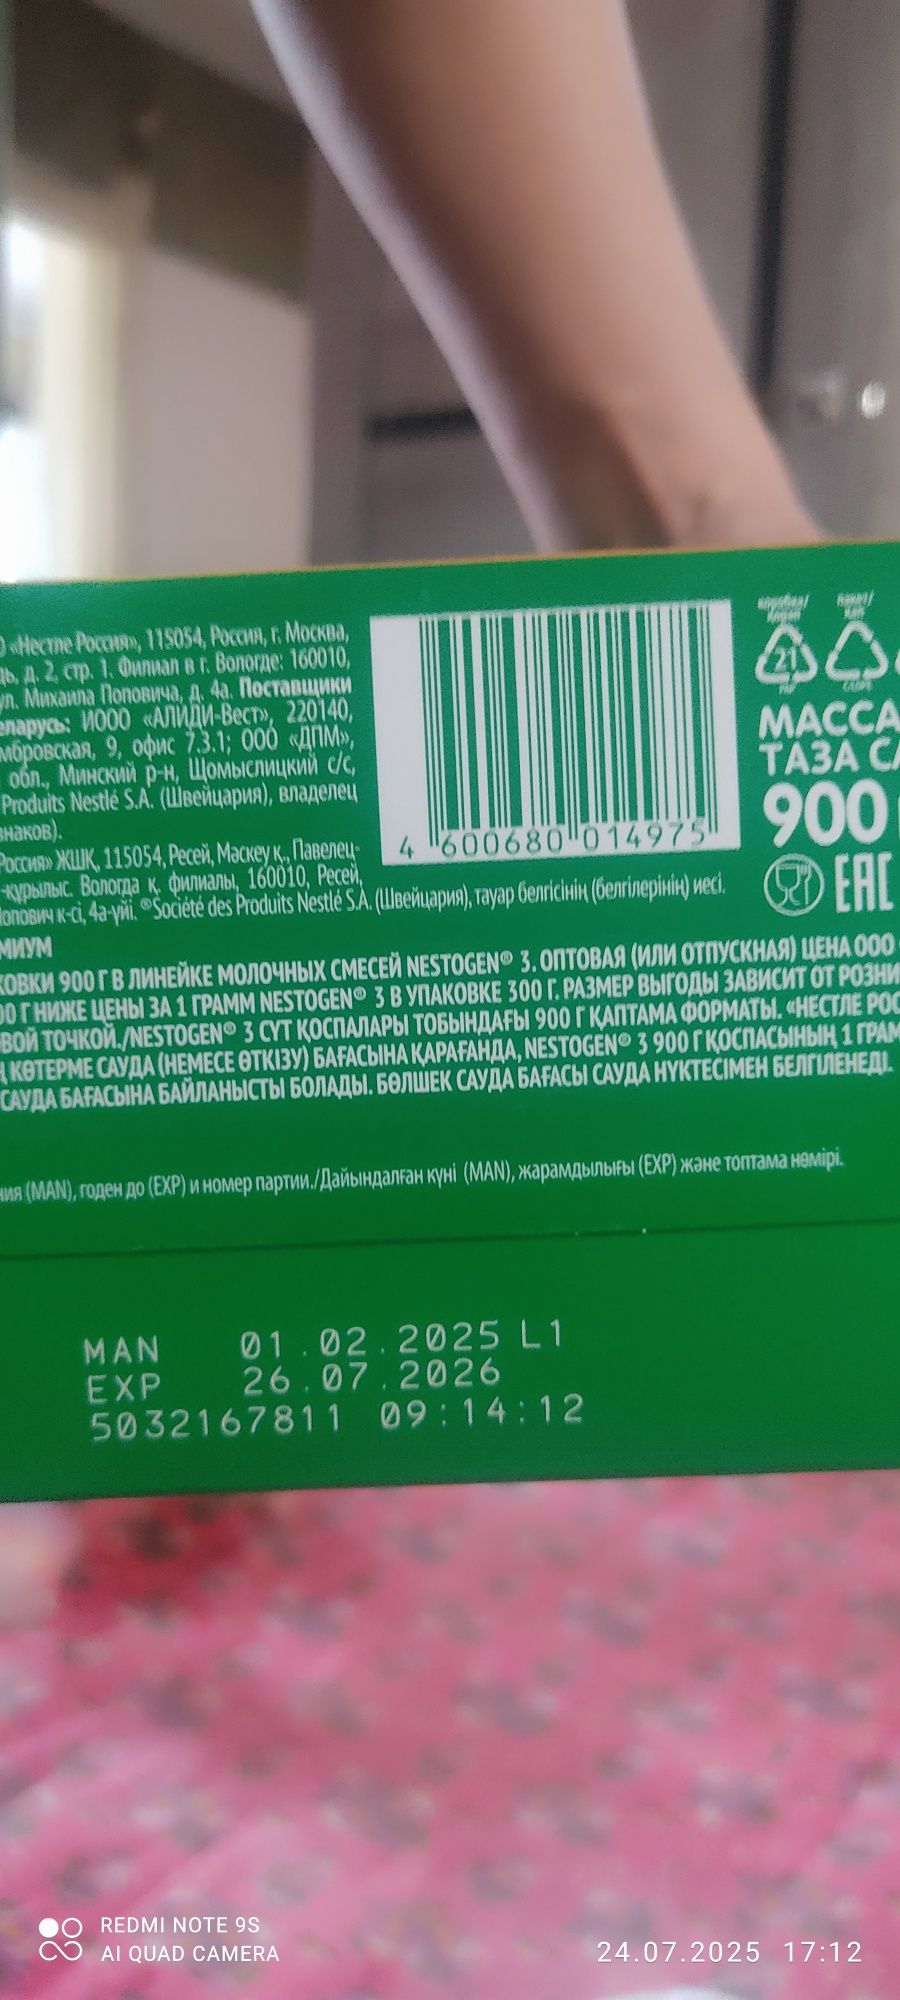 «Нестле Россия», 115054, Россия, г. Москва,
д. 2, стр. 1. Филиал в г. Вологде: 160010,
ул. Михаила Поповича, д. 4а. Поставщики
ИООО «АЛИДИ-Вест», 220140,
9, офис 7.3.1; ООО «ДПМ»,
обл., Минский р-н, Щомыслицкий с/с,
Produits Nestlé S.A. (Швейцария), владелец
знаков).
Россия» ЖШҚ, 115054, Ресей, Мәскеу қ., Павелец-
-құрылыс. Вологда қ. филиалы, 160010, Ресей,
к-сі, 4а-үйі. ®Société des Produits Nestlé S.A. (Швейцария), тауар белгісінің (белгілерінің) иесі.
4 600680 014975
коробка/
пакет/
21
PAP
C/LDPE
МАССА
ТАЗА СА
900
EAC
МИУМ
КОВКИ 900 Г В ЛИНЕЙКЕ МОЛОЧНЫХ СМЕСЕЙ NESTOGEN® 3. ОПТОВАЯ (ИЛИ ОТПУСКНАЯ) ЦЕНА ООО
Г НИЖЕ ЦЕНЫ ЗА 1 ГРАММ NESTOGEN® 3 В УПАКОВКЕ 300 Г. РАЗМЕР ВЫГОДЫ ЗАВИСИТ ОТ РОЗНИ
ВОЙ ТОЧКОЙ./NESTOGEN® 3 СҮТ ҚОСПАЛАРЫ ТОБЫНДАҒЫ 900 Г ҚАПТАМА ФОРМАТЫ. «НЕСТЛЕ РОС
КӨТЕРМЕ САУДА (НЕМЕСЕ ӨТКІЗУ) БАҒАСЫНА ҚАРАҒАНДА, NESTOGEN® 3 900 Г ҚОСПАСЫНЫҢ 1 ГРАМ
САУДА БАҒАСЫНА БАЙЛАНЫСТЫ БОЛАДЫ. БӨЛШЕК САУДА БАҒАСЫ САУДА НҮКТЕСІМЕН БЕЛГІЛЕНЕДІ.
ния (MAN), годен до (EXP) и номер партии./Дайындалған күні (MAN), жарамдылығы (EXP) және топтама нөмірі.
MAN 01.02.2025 L1
EXP 26.07.2026
5032167811 09:14:12
REDMI NOTE 9S
AI QUAD CAMERA
24.07.2025 17:12